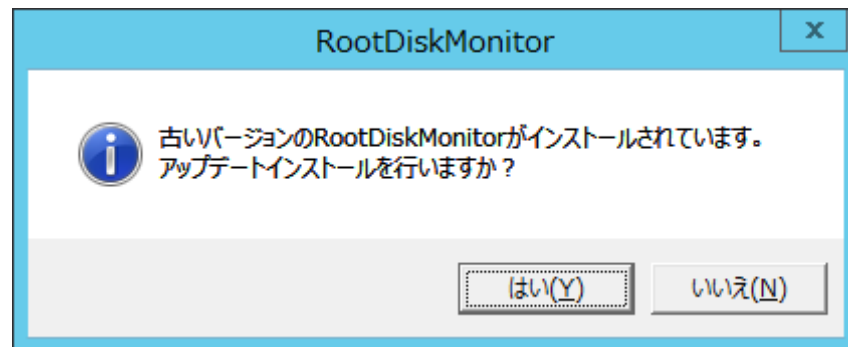 RootDiskMonitor
x
古いバージョンのRootDiskMonitorがインストールされています。
アップデートインストールを行いますか？
はい(Y) いいえ(N)